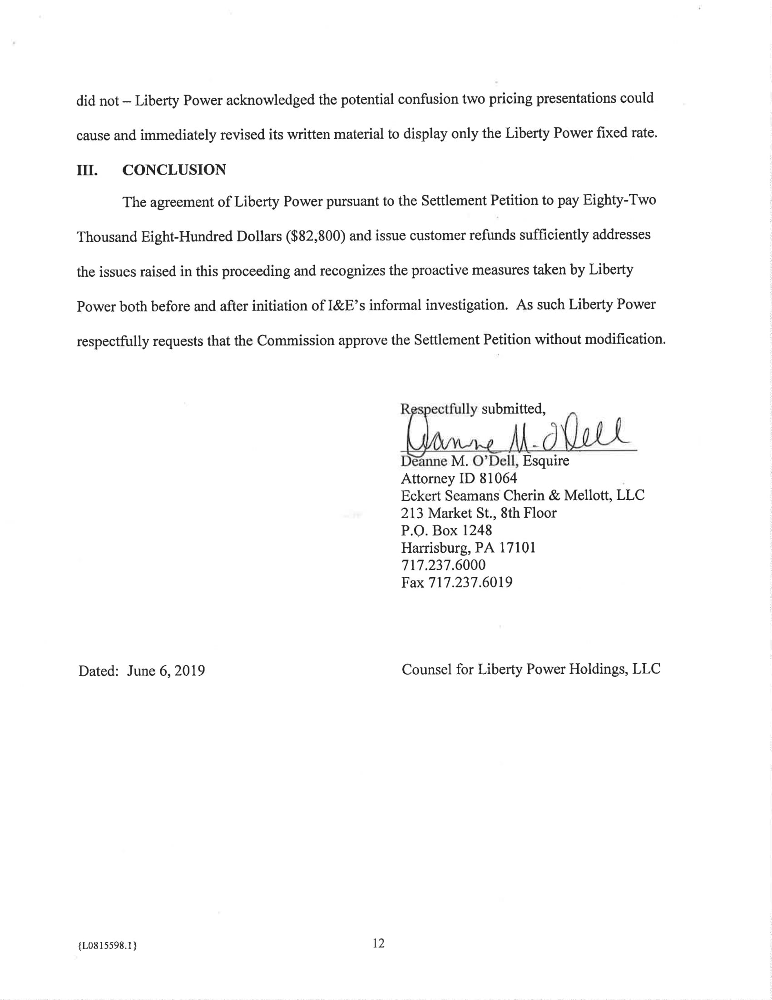 did not – Liberty Power acknowledged the potential confusion two pricing presentations could
cause and immediately revised its written material to display only the Liberty Power fixed rate.
III. CONCLUSION
The agreement of Liberty Power pursuant to the Settlement Petition to pay Eighty-Two
Thousand Eight-Hundred Dollars ($82,800) and issue customer refunds sufficiently addresses
the issues raised in this proceeding and recognizes the proactive measures taken by Liberty
Power both before and after initiation of I&E's informal investigation. As such Liberty Power
respectfully requests that the Commission approve the Settlement Petition without modification.
Respectfully submitted,
Deanne M. O'Dell
Deanne M. O'Dell, Esquire
Attorney ID 81064
Eckert Seamans Cherin & Mellott, LLC
213 Market St., 8th Floor
P.O. Box 1248
Harrisburg, PA 17101
717.237.6000
Fax 717.237.6019
Dated: June 6, 2019
Counsel for Liberty Power Holdings, LLC
{L0815598.1}
12